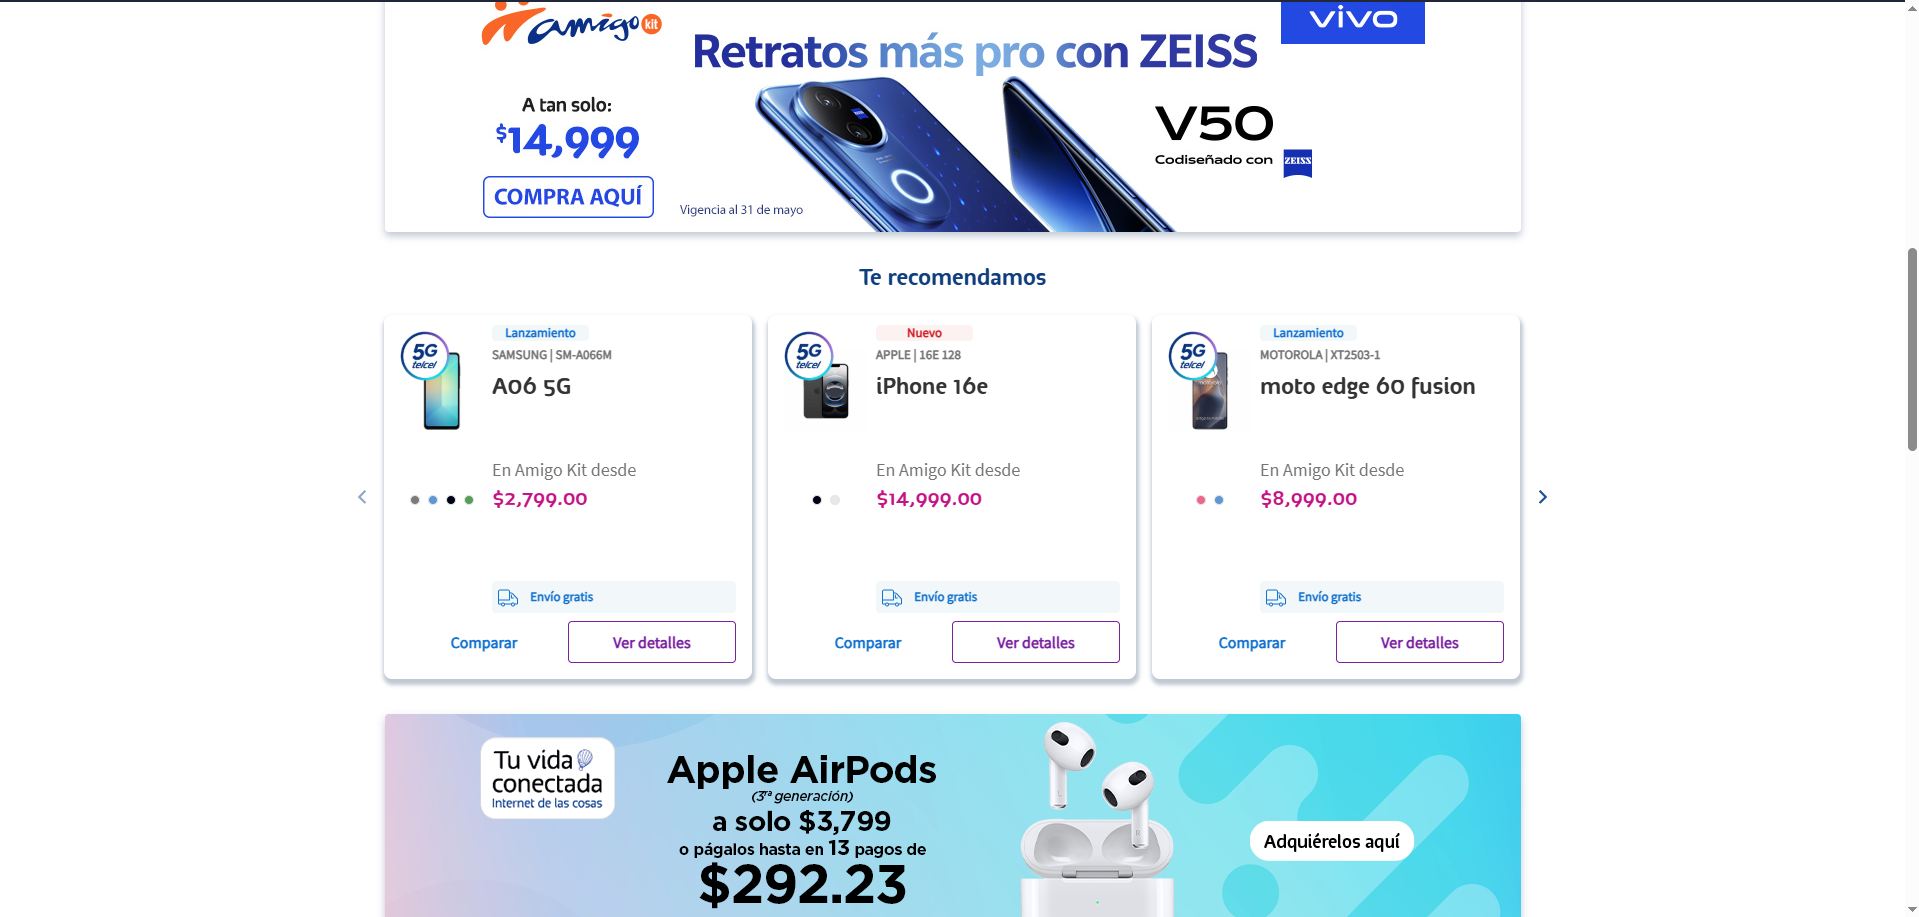 amigo kit
vivo
Retratos más pro con ZEISS
A tan solo:
$14,999
COMPRA AQUÍ
Vigencia al 31 de mayo
V50
Codiseñado con ZEISS
Te recomendamos
5G
telcel
Lanzamiento
SAMSUNG | SM-A066M
A06 5G
En Amigo Kit desde
$2,799.00
Envío gratis
Comparar
Ver detalles
5G
telcel
Nuevo
APPLE | 16E 128
iPhone 16e
En Amigo Kit desde
$14,999.00
Envío gratis
Comparar
Ver detalles
5G
telcel
Lanzamiento
MOTOROLA | XT2503-1
moto edge 60 fusion
En Amigo Kit desde
$8,999.00
Envío gratis
Comparar
Ver detalles
Tu vida
conectada
Internet de las cosas
Apple AirPods
(3ra generación)
a solo $3,799
o págalos hasta en 13 pagos de
$292.23
Adquiérelos aquí